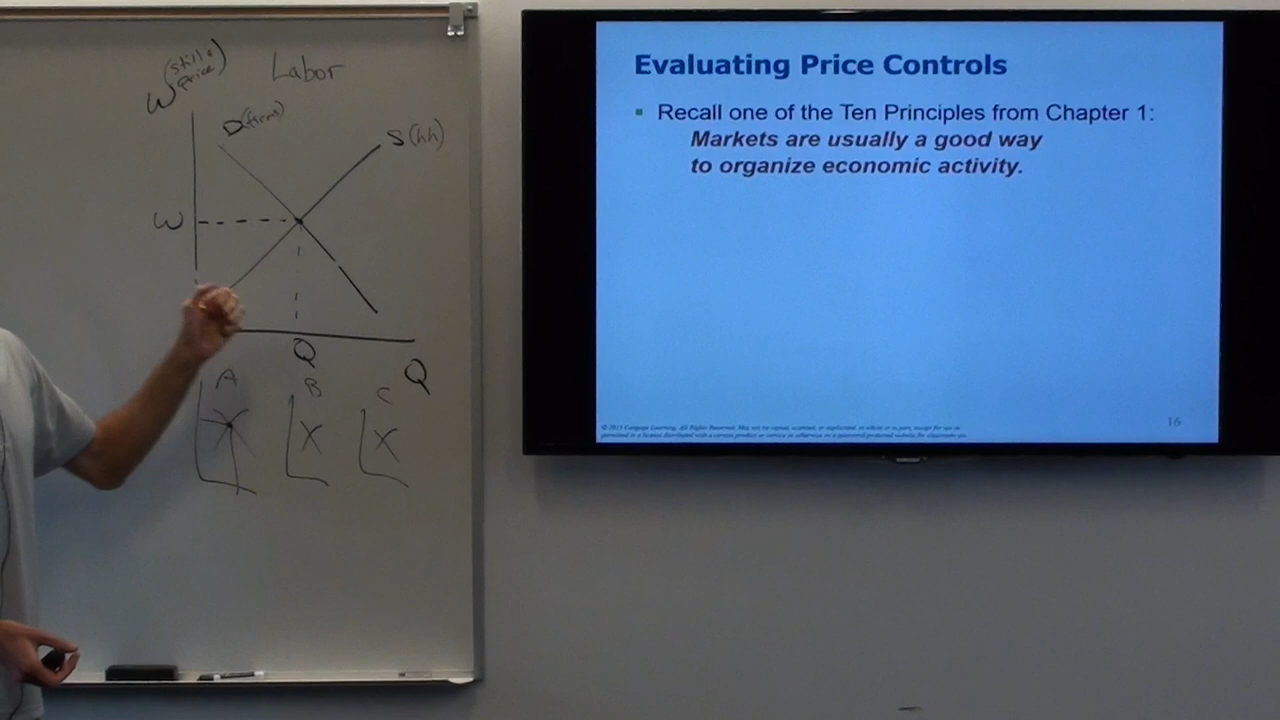 (still a
price)
W
Labor
D(firms)
S(hh)
W
Q
Q
A
B
C
Evaluating Price Controls
Recall one of the Ten Principles from Chapter 1:
Markets are usually a good way
to organize economic activity.
16